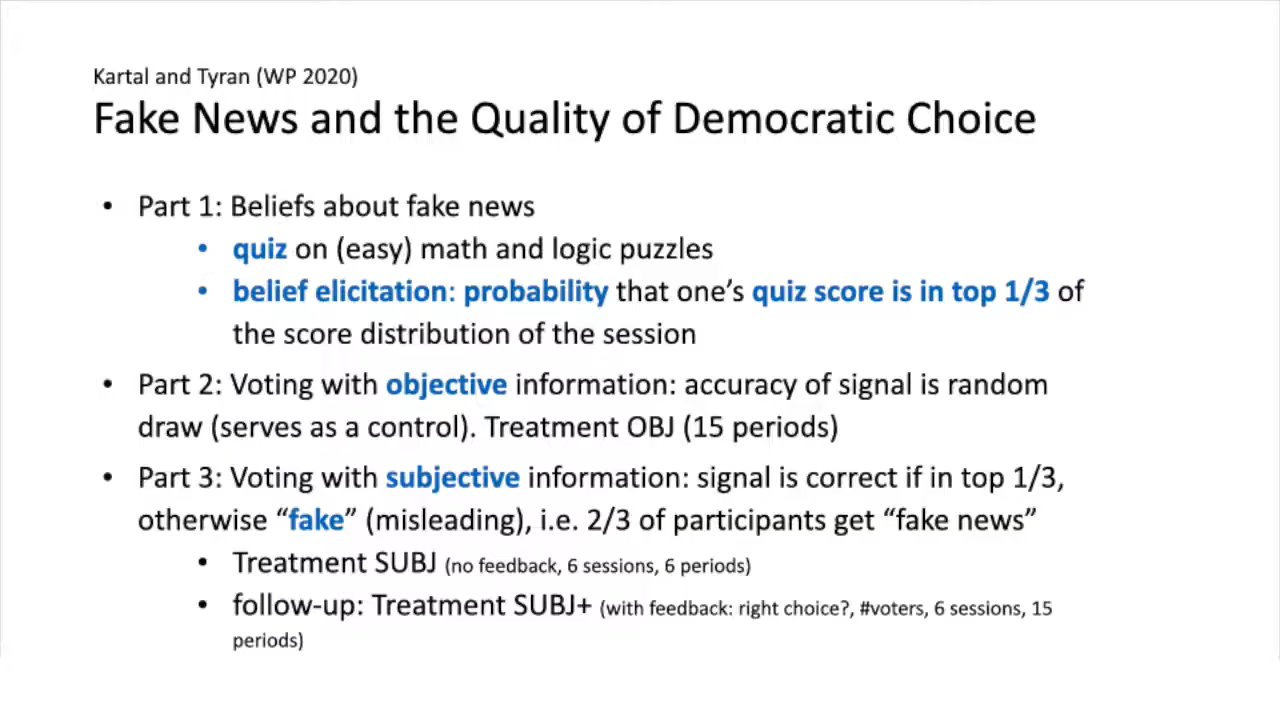 Kartal and Tyran (WP 2020)
Fake News and the Quality of Democratic Choice
• Part 1: Beliefs about fake news
• quiz on (easy) math and logic puzzles
• belief elicitation: probability that one’s quiz score is in top 1/3 of
the score distribution of the session
• Part 2: Voting with objective information: accuracy of signal is random
draw (serves as a control). Treatment OBJ (15 periods)
• Part 3: Voting with subjective information: signal is correct if in top 1/3,
otherwise “fake” (misleading), i.e. 2/3 of participants get “fake news”
• Treatment SUBJ (no feedback, 6 sessions, 6 periods)
• follow-up: Treatment SUBJ+ (with feedback: right choice?, #voters, 6 sessions, 15
periods)